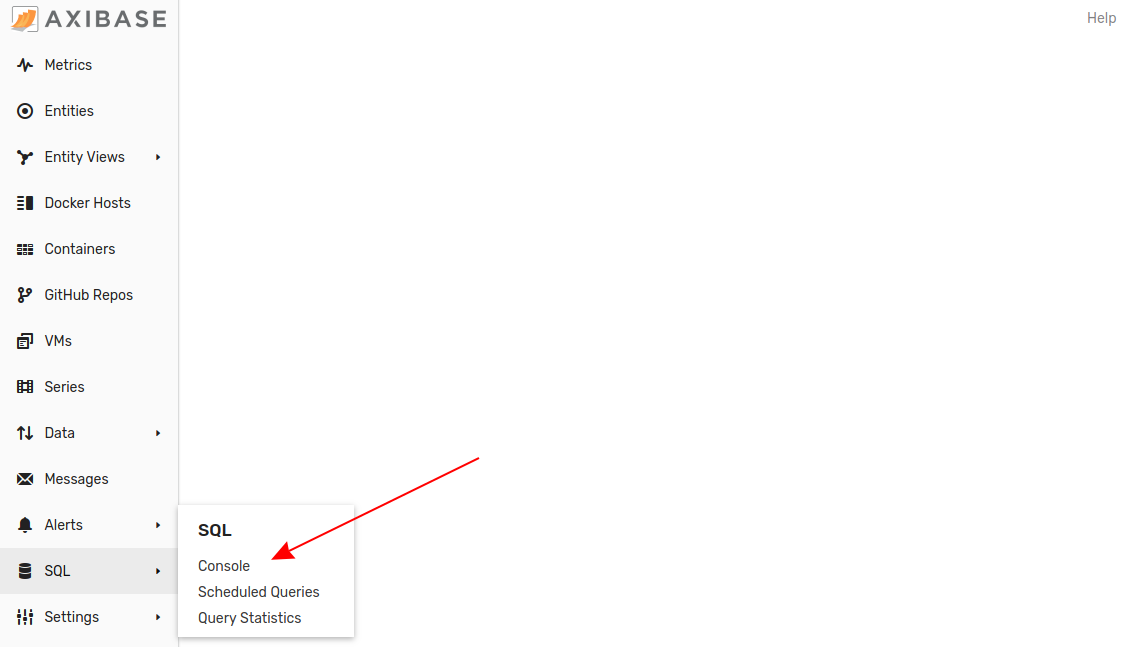 AXIBASE
Help
Metrics
Entities
Entity Views
Docker Hosts
Containers
GitHub Repos
VMs
Series
Data
Messages
Alerts
SQL
Settings
SQL
Console
Scheduled Queries
Query Statistics